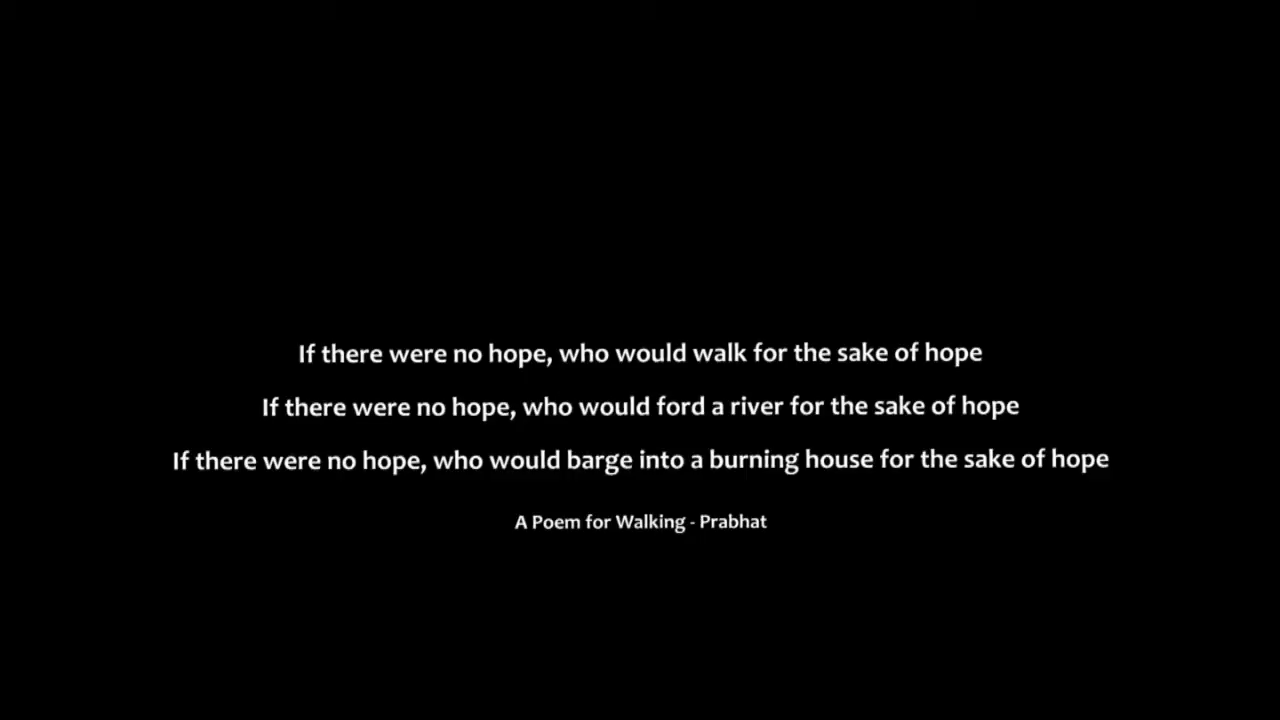 If there were no hope, who would walk for the sake of hope
If there were no hope, who would ford a river for the sake of hope
If there were no hope, who would barge into a burning house for the sake of hope
A Poem for Walking - Prabhat